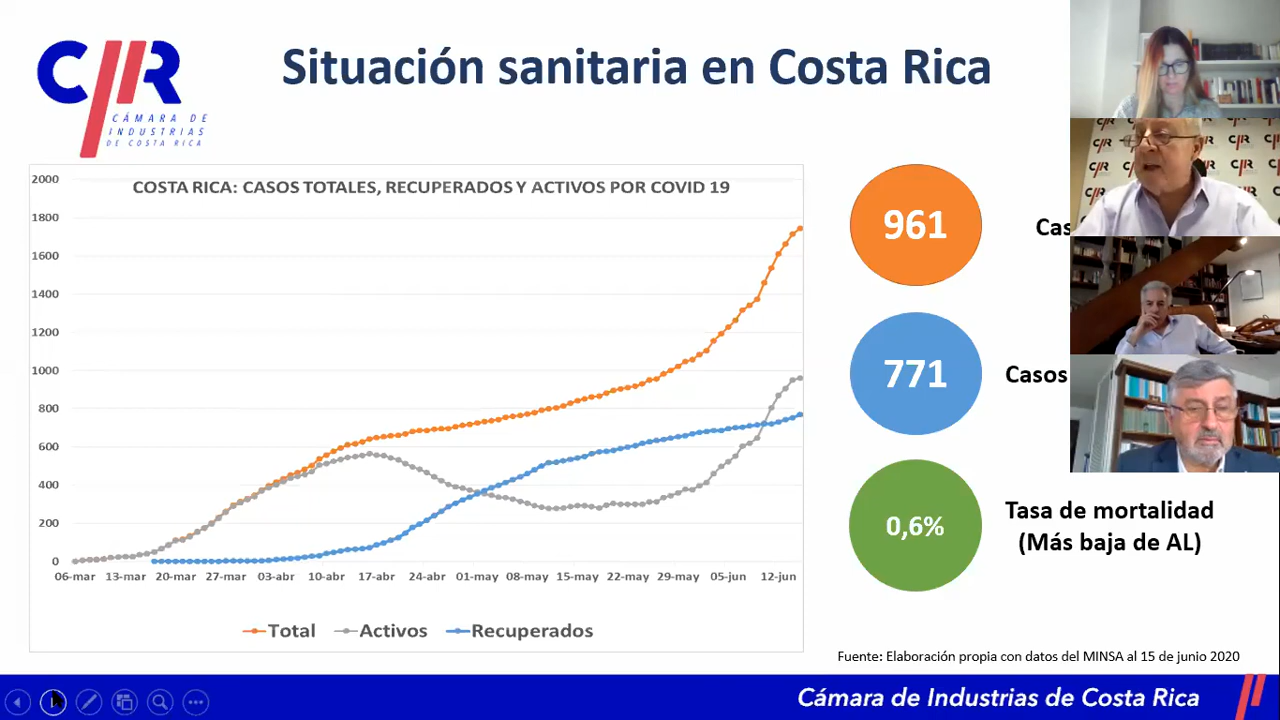 Situación sanitaria en Costa Rica
CÁMARA DE
INDUSTRIAS
DE COSTA RICA
COSTA RICA: CASOS TOTALES, RECUPERADOS Y ACTIVOS POR COVID 19
2000
1800
1600
1400
1200
1000
800
600
400
200
0
06-mar 13-mar 20-mar 27-mar 03-abr 10-abr 17-abr 24-abr 01-may 08-may 15-may 22-may 29-may 05-jun 12-jun
Total Activos Recuperados
961
771
Casos
0,6%
Tasa de mortalidad
(Más baja de AL)
Fuente: Elaboración propia con datos del MINSA al 15 de junio 2020
Cámara de Industrias de Costa Rica